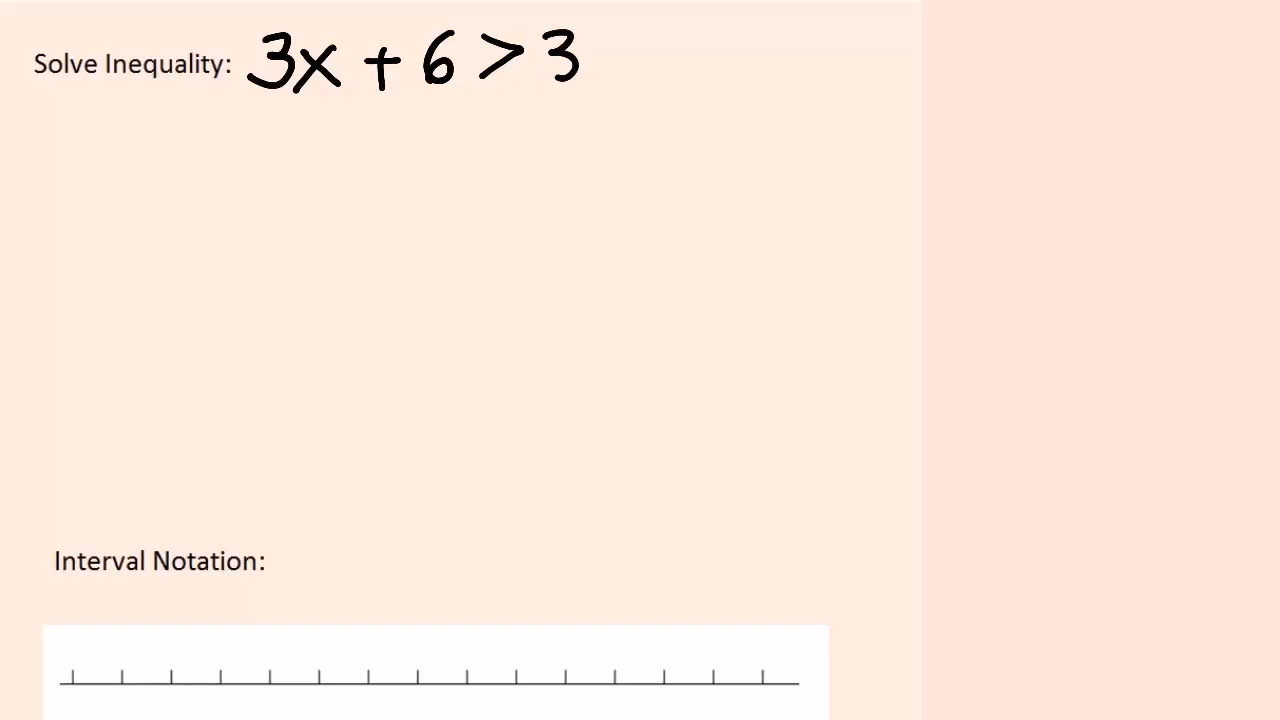 Solve Inequality: 3x + 6 > 3
Interval Notation: